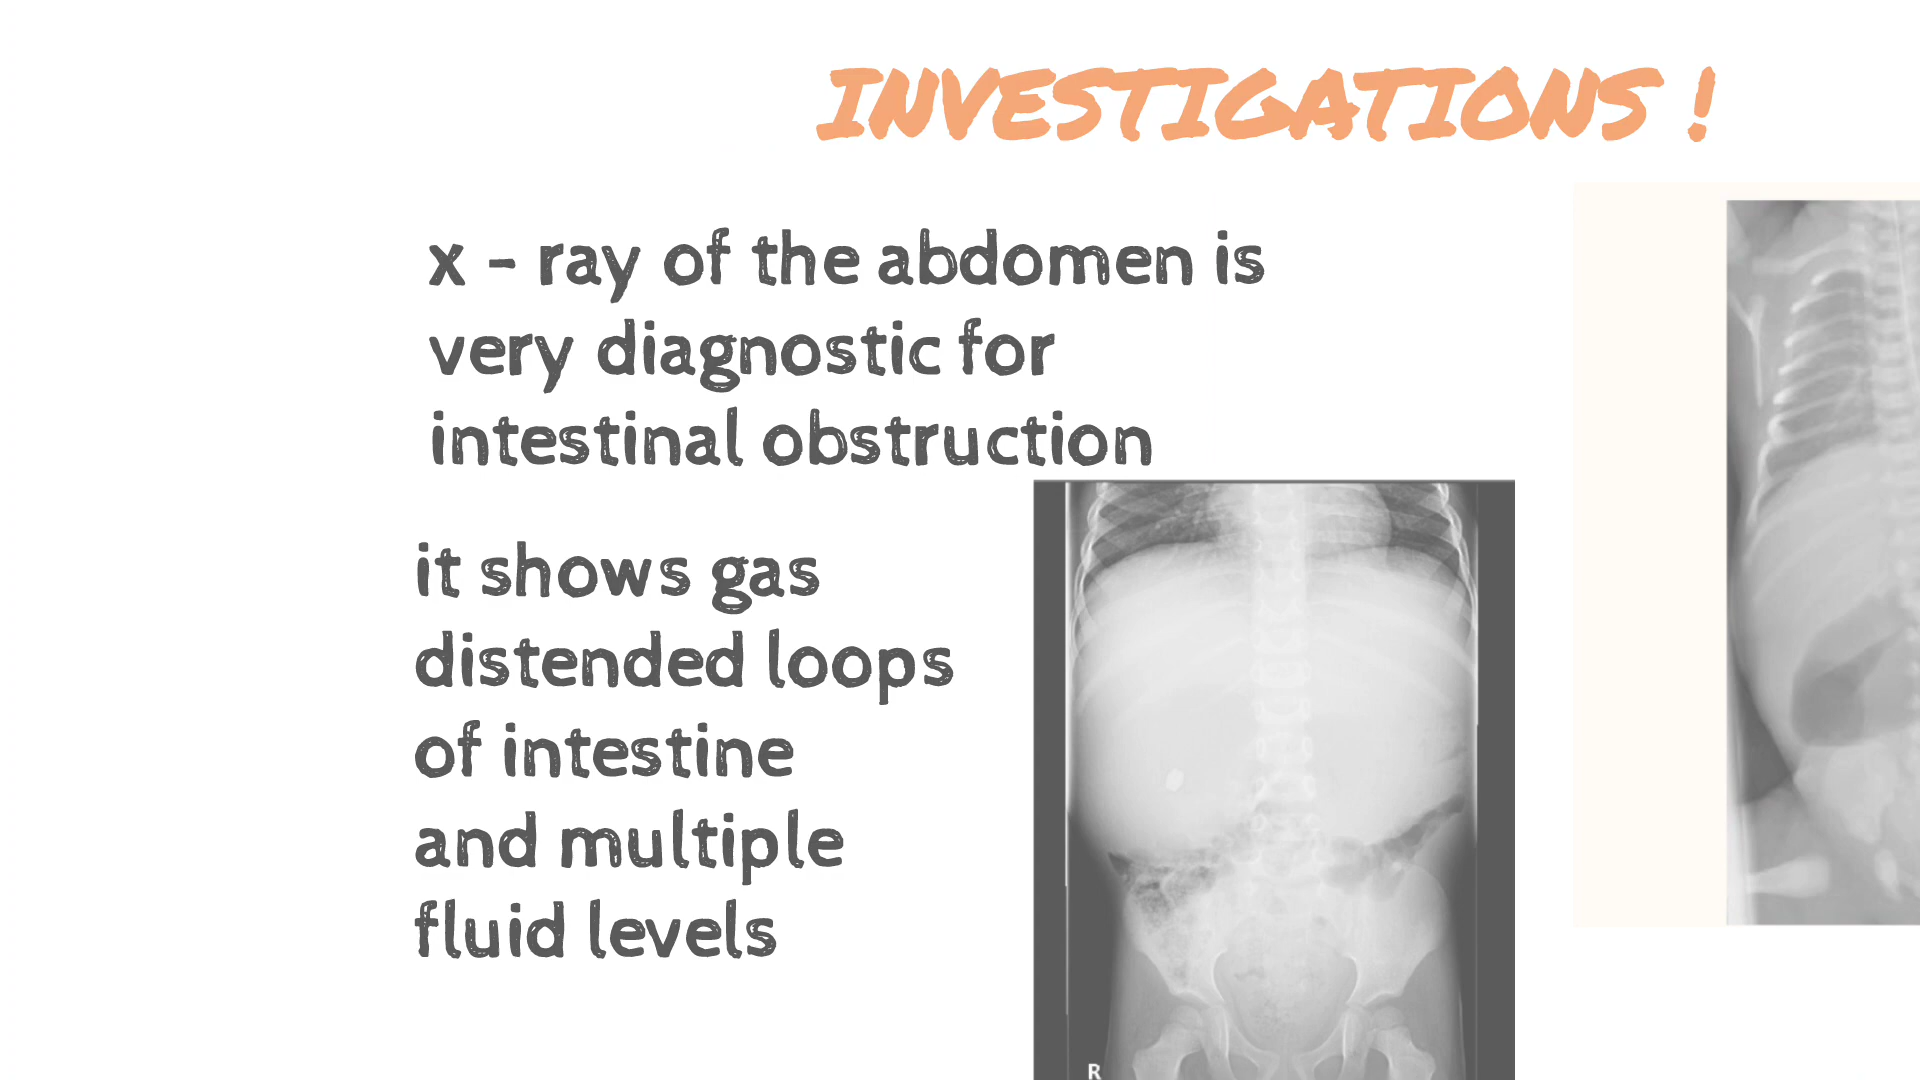 INVESTIGATIONS !
x - ray of the abdomen is
very diagnostic for
intestinal obstruction
it shows gas
distended loops
of intestine
and multiple
fluid levels
R